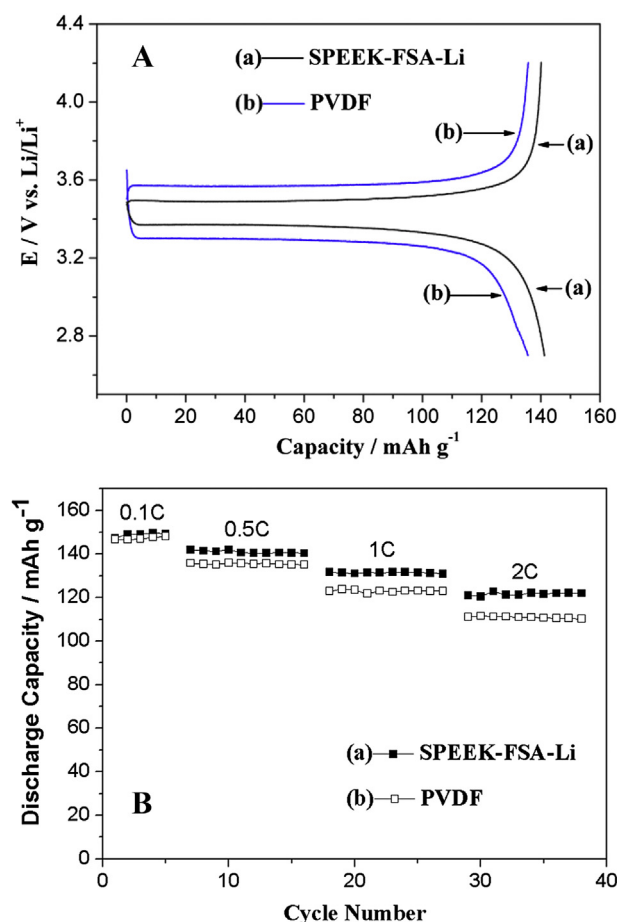 A
(a) — SPEEK-FSA-Li
(b) — PVDF
(b)
(a)
(b)
(a)
4.4
4.0
3.6
3.2
2.8
E / V vs. Li/Li⁺
0 20 40 60 80 100 120 140 160
Capacity / mAh g⁻¹
160
140
120
100
80
60
40
20
0
Discharge Capacity / mAh g⁻¹
0.1C
0.5C
1C
2C
(a) SPEEK-FSA-Li
(b) PVDF
B
0 10 20 30 40
Cycle Number